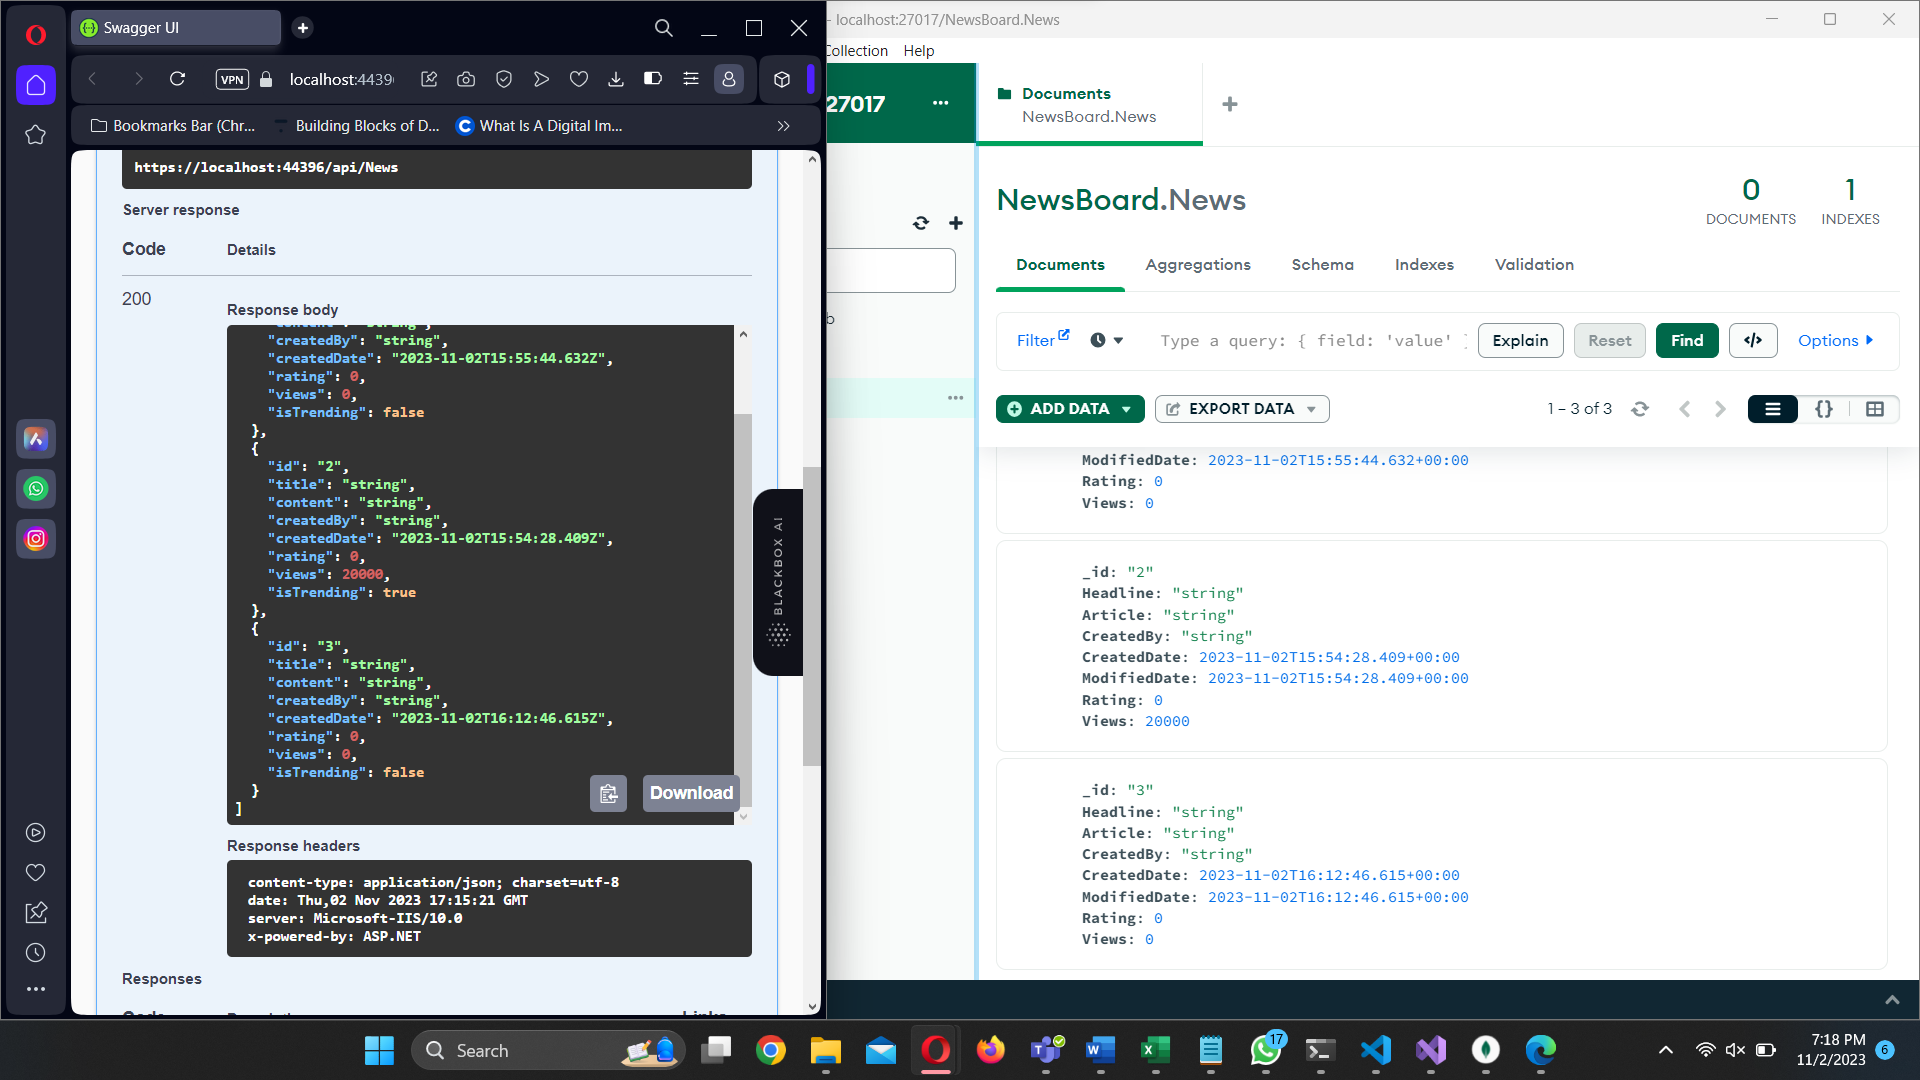 Swagger UI
VPN
localhost:4439
Bookmarks Bar (Chr...
Building Blocks of D...
What Is A Digital Im...
https://localhost:44396/api/News
Server response
Code
Details
200
Response body
"content": "string",
"createdBy": "string",
"createdDate": "2023-11-02T15:55:44.632Z",
"rating": 0,
"views": 0,
"isTrending": false
},
{
"id": "2",
"title": "string",
"content": "string",
"createdBy": "string",
"createdDate": "2023-11-02T15:54:28.409Z",
"rating": 0,
"views": 20000,
"isTrending": true
},
{
"id": "3",
"title": "string",
"content": "string",
"createdBy": "string",
"createdDate": "2023-11-02T16:12:46.615Z",
"rating": 0,
"views": 0,
"isTrending": false
}
]
Download
BLACKBOX AI
Response headers
content-type: application/json; charset=utf-8
date: Thu,02 Nov 2023 17:15:21 GMT
server: Microsoft-IIS/10.0
x-powered-by: ASP.NET
Responses
- localhost:27017/NewsBoard.News
Collection Help
27017
Documents
NewsBoard.News
NewsBoard.News
0
DOCUMENTS
1
INDEXES
Documents
Aggregations
Schema
Indexes
Validation
Filter
Type a query: { field: 'value' }
Explain
Reset
Find
</>
Options
ADD DATA
EXPORT DATA
1 – 3 of 3
{}
b
ModifiedDate: 2023-11-02T15:55:44.632+00:00
Rating: 0
Views: 0
_id: "2"
Headline: "string"
Article: "string"
CreatedBy: "string"
CreatedDate: 2023-11-02T15:54:28.409+00:00
ModifiedDate: 2023-11-02T15:54:28.409+00:00
Rating: 0
Views: 20000
_id: "3"
Headline: "string"
Article: "string"
CreatedBy: "string"
CreatedDate: 2023-11-02T16:12:46.615+00:00
ModifiedDate: 2023-11-02T16:12:46.615+00:00
Rating: 0
Views: 0
Search
17
7:18 PM
11/2/2023
6